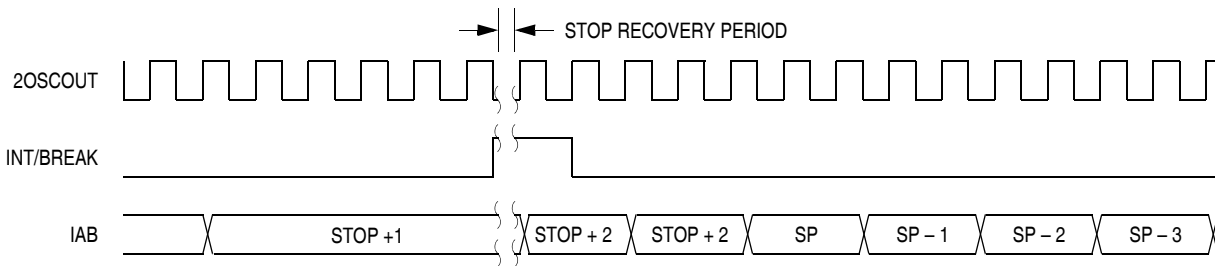 STOP RECOVERY PERIOD
2OSCOUT
INT/BREAK
IAB STOP +1 STOP + 2 STOP + 2 SP SP – 1 SP – 2 SP – 3